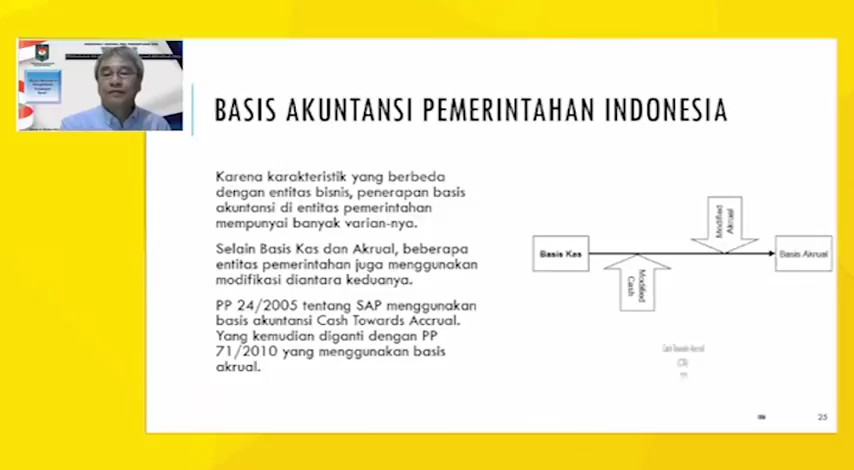 BASIS AKUNTANSI PEMERINTAHAN INDONESIA
Karena karakteristik yang berbeda
dengan entitas bisnis, penerapan basis
akuntansi di entitas pemerintahan
mempunyai banyak varian-nya.
Selain Basis Kas dan Akrual, beberapa
entitas pemerintahan juga menggunakan
modifikasi diantara keduanya.
PP 24/2005 tentang SAP menggunakan
basis akuntansi Cash Towards Accrual.
Yang kemudian diganti dengan PP
71/2010 yang menggunakan basis
akrual.
Modified
Akrual
Basis Kas
Basis Akrual
Modified
Cash
Cash Towards Accrual
25